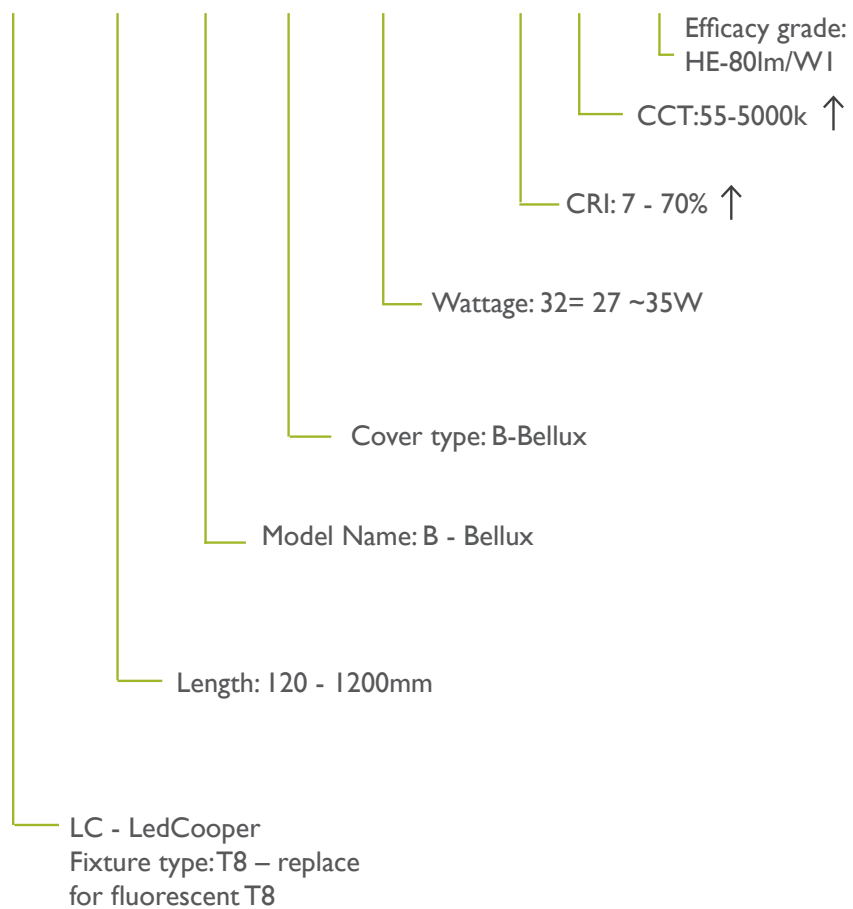 Efficacy grade:
HE-80lm/W1
CCT:55-5000k ↑
CRI: 7 - 70% ↑
Wattage: 32= 27 ~35W
Cover type: B-Bellux
Model Name: B - Bellux
Length: 120 - 1200mm
LC - LedCooper
Fixture type: T8 – replace
for fluorescent T8